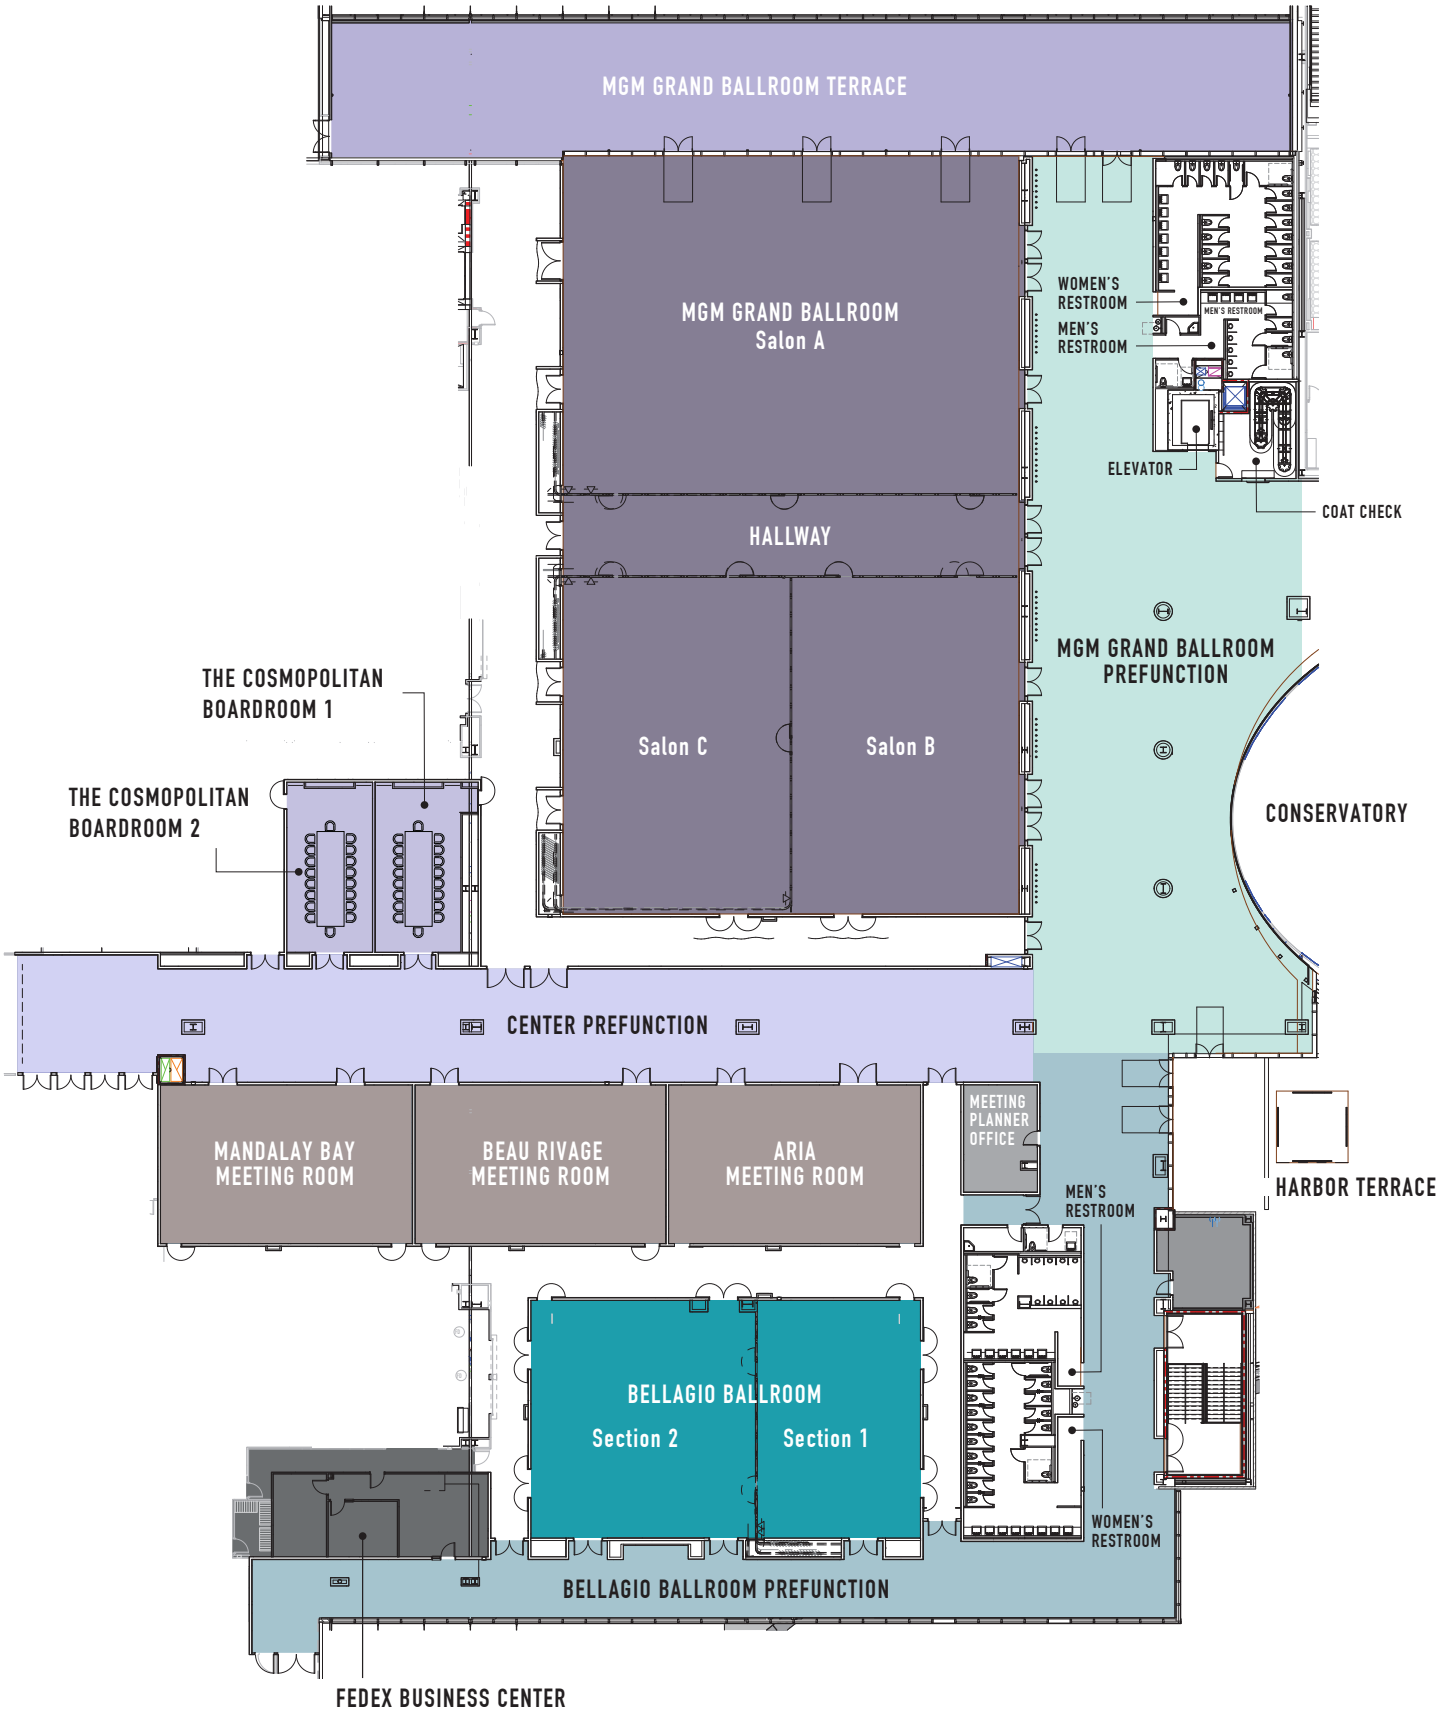 MGM GRAND BALLROOM TERRACE
MGM GRAND BALLROOM
Salon A
WOMEN'S
RESTROOM
MEN'S RESTROOM
MEN'S
RESTROOM
ELEVATOR
COAT CHECK
HALLWAY
MGM GRAND BALLROOM
PREFUNCTION
THE COSMOPOLITAN
BOARDROOM 1
Salon C
Salon B
THE COSMOPOLITAN
BOARDROOM 2
CONSERVATORY
CENTER PREFUNCTION
MEETING
PLANNER
OFFICE
MANDALAY BAY
MEETING ROOM
BEAU RIVAGE
MEETING ROOM
ARIA
MEETING ROOM
HARBOR TERRACE
MEN'S
RESTROOM
BELLAGIO BALLROOM
Section 2
Section 1
WOMEN'S
RESTROOM
BELLAGIO BALLROOM PREFUNCTION
FEDEX BUSINESS CENTER